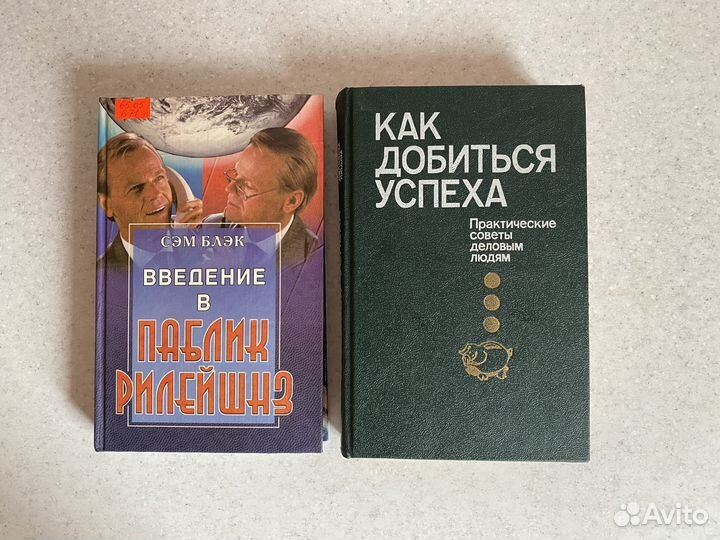 СЭМ БЛЭК
ВВЕДЕНИЕ
В
ПАБЛИК
РИЛЕЙШНЗ
КАК
ДОБИТЬСЯ
УСПЕХА
Практические
советы
деловым
людям
Avito